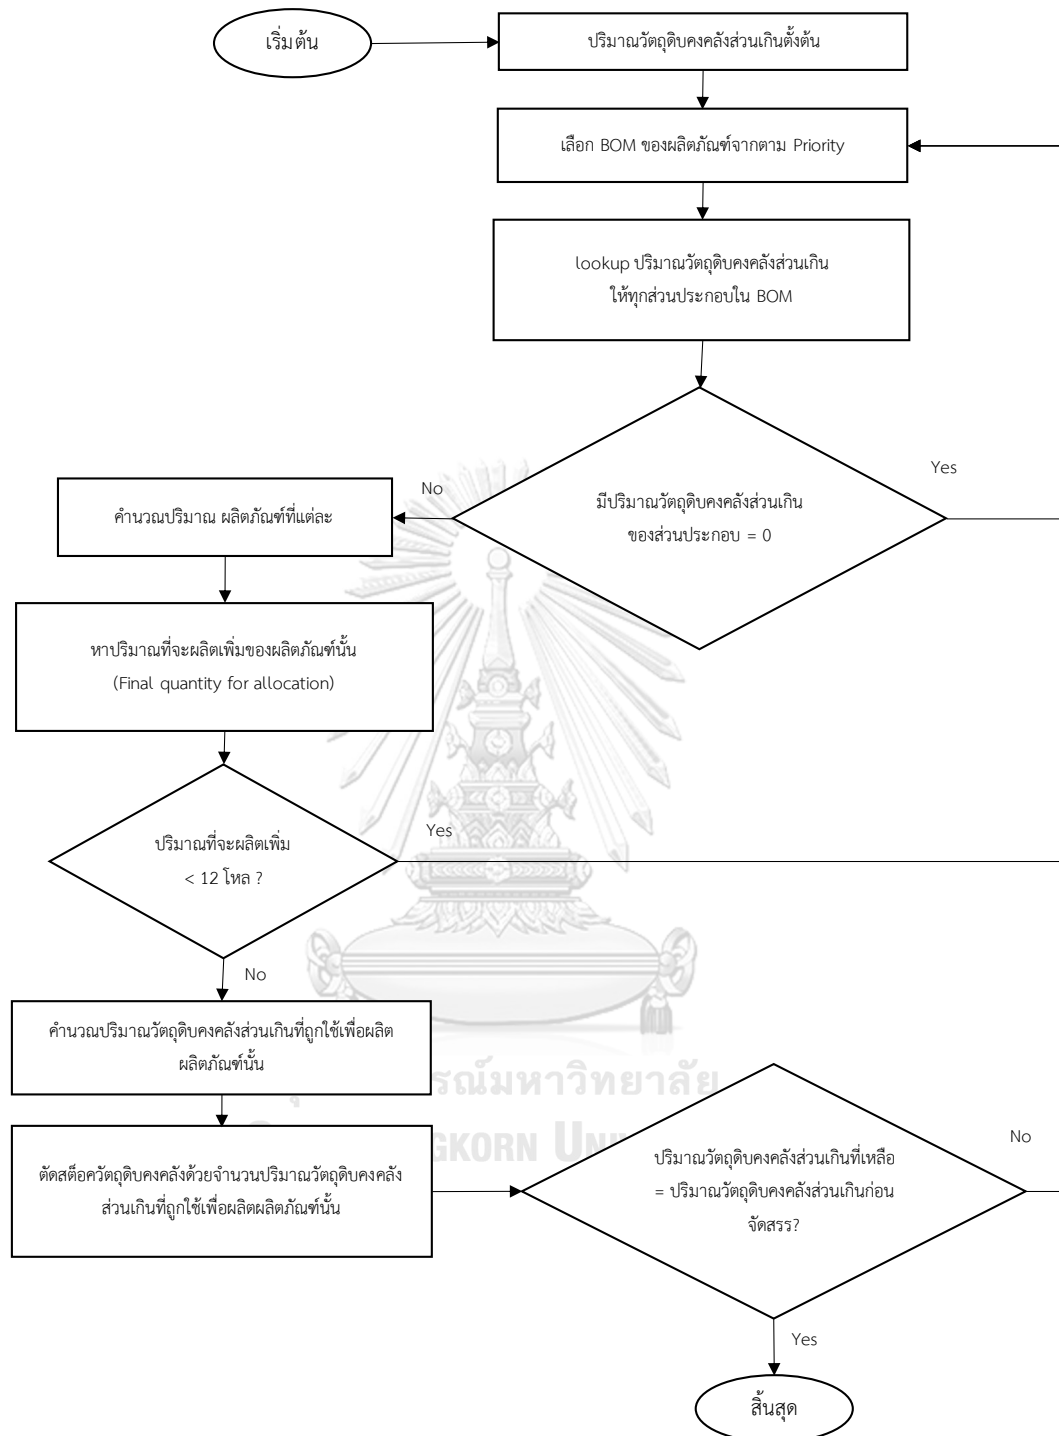 เริ่มต้น
ปริมาณวัตถุดิบคงคลังส่วนเกินตั้งต้น
เลือก BOM ของผลิตภัณฑ์จากตาม Priority
lookup ปริมาณวัตถุดิบคงคลังส่วนเกิน
ให้ทุกส่วนประกอบใน BOM
มีปริมาณวัตถุดิบคงคลังส่วนเกิน
ของส่วนประกอบ = 0
Yes
No
คำนวณปริมาณ ผลิตภัณฑ์ที่แต่ละ
หาปริมาณที่จะผลิตเพิ่มของผลิตภัณฑ์นั้น
(Final quantity for allocation)
ปริมาณที่จะผลิตเพิ่ม
< 12 โหล ?
Yes
No
คำนวณปริมาณวัตถุดิบคงคลังส่วนเกินที่ถูกใช้เพื่อผลิต
ผลิตภัณฑ์นั้น
ตัดสต็อควัตถุดิบคงคลังด้วยจำนวนปริมาณวัตถุดิบคงคลัง
ส่วนเกินที่ถูกใช้เพื่อผลิตผลิตภัณฑ์นั้น
ปริมาณวัตถุดิบคงคลังส่วนเกินที่เหลือ
= ปริมาณวัตถุดิบคงคลังส่วนเกินก่อน
จัดสรร?
No
Yes
สิ้นสุด
รณ์มหาวิทยาลัย
GKORN UNI